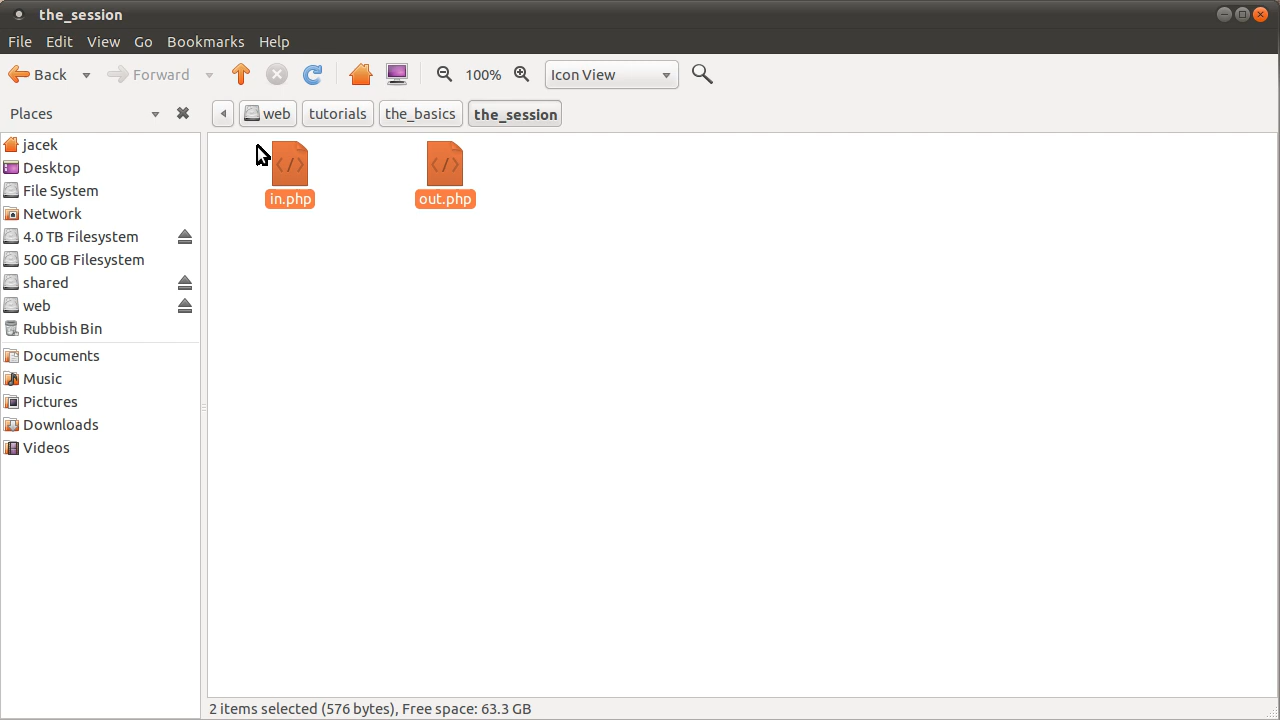 the_session
File Edit View Go Bookmarks Help
Back Forward 100% Icon View
Places web tutorials the_basics the_session
jacek
Desktop
File System
Network
4.0 TB Filesystem
500 GB Filesystem
shared
web
Rubbish Bin
Documents
Music
Pictures
Downloads
Videos
</>
in.php
</>
out.php
2 items selected (576 bytes), Free space: 63.3 GB